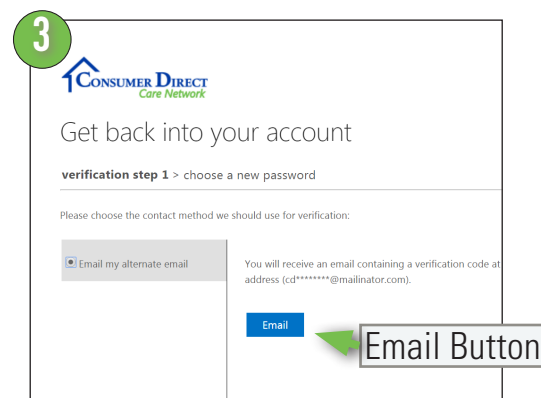 3
CONSUMER DIRECT
Care Network
Get back into your account
verification step 1 > choose a new password
Please choose the contact method we should use for verification:
Email my alternate email
You will receive an email containing a verification code at
address (cd********@mailinator.com).
Email
Email Button